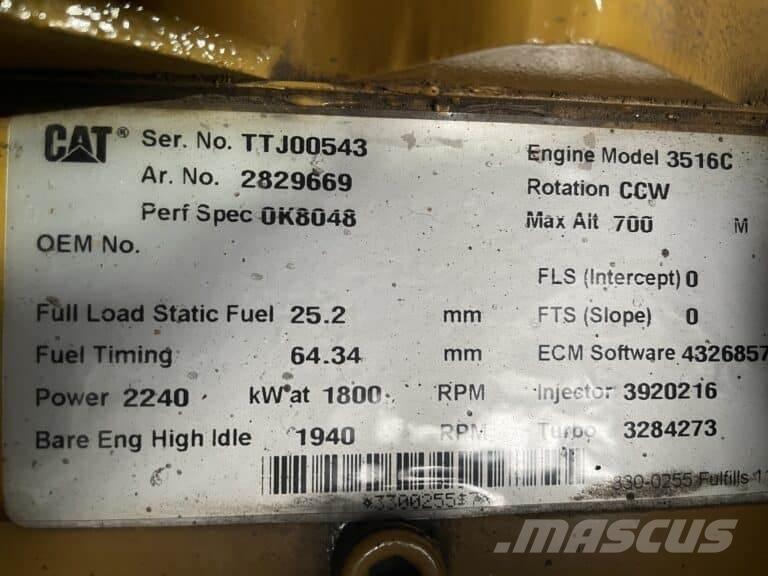 CAT® Ser. No. TTJ00543 Engine Model 3516C
Ar. No. 2829669 Rotation CCW
Perf Spec 0K8048 Max Alt 700 M
OEM No.
FLS (Intercept) 0
Full Load Static Fuel 25.2 mm FTS (Slope) 0
Fuel Timing 64.34 mm ECM Software 4326857
Power 2240 kW at 1800 RPM Injector 3920216
Bare Eng High Idle 1940 RPM Turbo 3284273
330-0255 Fulfills
MASCUS